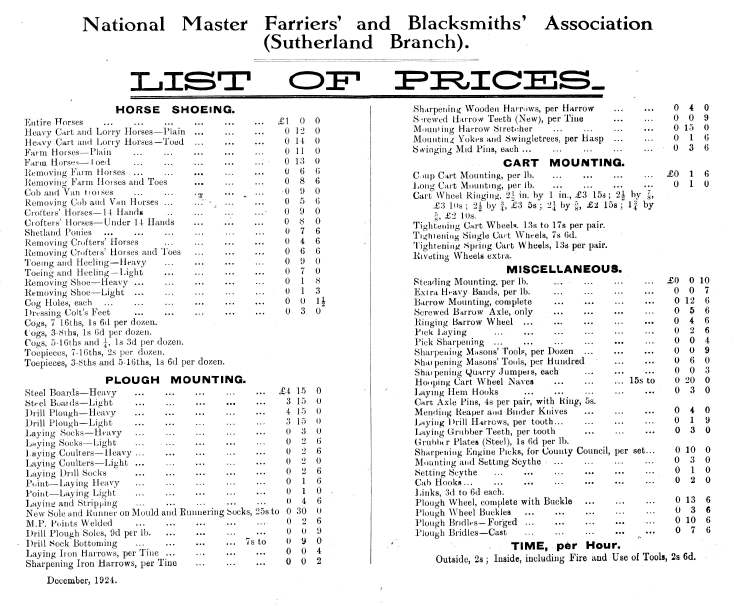 National Master Farriers' and Blacksmiths' Association
(Sutherland Branch).
LIST OF PRICES.
HORSE SHOEING.
Entire Horses ... ... ... ... ... £1 0 0
Heavy Cart and Lorry Horses—Plain ... ... ... 0 12 0
Heavy Cart and Lorry Horses—Toed ... ... ... 0 14 0
Farm Horses—Plain ... ... ... ... 0 11 0
Farm Horses—Toed ... ... ... ... 0 13 0
Removing Farm Horses ... ... ... ... 0 6 6
Removing Farm Horses and Toes ... ... ... 0 8 6
Cob and Van Horses ... ... ... ... 0 9 0
Removing Cob and Van Horses ... ... ... ... 0 5 6
Crofters' Horses—14 Hands .. ... ... ... 0 9 0
Crofters' Horses—Under 14 Hands ... ... ... 0 8 0
Shetland Ponies ... ... ... ... ... 0 7 6
Removing Crofters' Horses ... ... ... ... 0 4 6
Removing Crofters' Horses and Toes ... ... ... 0 6 6
Toeing and Heeling—Heavy ... ... ... ... 0 9 0
Toeing and Heeling—Light ... ... ... ... 0 7 0
Removing Shoe—Heavy ... ... ... ... ... 0 1 8
Removing Shoe—Light ... ... ... ... ... 0 1 3
Cog Holes, each ... ... ... ... ... 0 0 1½
Dressing Colt's Feet ... ... ... ... 0 3 0
Cogs, 7-16ths, 1s 6d per dozen.
Cogs, 3-8ths, 1s 6d per dozen.
Cogs, 5-16ths and ¼, 1s 3d per dozen.
Toepieces, 7-16ths, 2s per dozen.
Toepieces, 3-8ths and 5-16ths, 1s 6d per dozen.
PLOUGH MOUNTING.
Steel Boards—Heavy ... ... ... ... £4 15 0
Steel Boards—Light ... ... ... ... 3 15 0
Drill Plough—Heavy ... ... ... ... 4 15 0
Drill Plough—Light ... ... ... ... 3 15 0
Laying Socks—Heavy ... ... ... ... 0 3 0
Laying Socks—Light ... ... ... ... 0 2 6
Laying Coulters—Heavy ... ... ... ... 0 2 6
Laying Coulters—Light ... ... ... ... 0 2 0
Laying Drill Socks ... ... ... ... 0 2 6
Point—Laying Heavy ... ... ... ... 0 1 6
Point—Laying Light ... ... ... ... 0 1 0
Laying and Stripping ... ... ... ... 0 4 6
New Sole and Runner on Mould and Runnering Socks, 25s to 0 30 0
M.P. Points Welded ... ... ... ... 0 2 6
Drill Plough Soles, 9d per lb. ... ... ... 0 0 9
Drill Sock Bottoming ... ... ... ... 7s to 0 9 0
Laying Iron Harrows, per Tine ... ... ... ... 0 0 4
Sharpening Iron Harrows, per Tine ... ... ... 0 0 2
December, 1924.
Sharpening Wooden Harrows, per Harrow ... ... 0 4 0
Screwed Harrow Teeth (New), per Tine ... ... 0 0 9
Mounting Harrow Stretcher ... ... ... ... 0 15 0
Mounting Yokes and Swingletrees, per Hasp ... ... 0 1 6
Swinging Mid Pins, each ... ... ... ... ... 0 3 6
CART MOUNTING.
Coup Cart Mounting, per lb. ... ... ... ... £0 1 6
Long Cart Mounting, per lb. ... ... ... ... 0 1 0
Cart Wheel Ringing, 2½ in. by 1 in., £3 15s; 2½ by ⅞,
£3 10s; 2½ by ¾, £3 5s; 2¼ by ⅝, £2 15s; 1¾ by
⅝, £2 10s.
Tightening Cart Wheels, 13s to 17s per pair.
Tightening Single Cart Wheels, 7s 6d.
Tightening Spring Cart Wheels, 13s per pair.
Riveting Wheels extra.
MISCELLANEOUS.
Steading Mounting, per lb. ... ... ... ... £0 0 10
Extra Heavy Bands, per lb. ... ... ... ... 0 0 7
Barrow Mounting, complete ... ... ... ... 0 12 6
Screwed Barrow Axle, only ... ... ... ... 0 5 6
Ringing Barrow Wheel ... ... ... ... ... 0 4 6
Pick Laying ... ... ... ... ... 0 2 6
Pick Sharpening ... ... ... ... ... 0 0 4
Sharpening Masons' Tools, per Dozen ... ... ... 0 0 9
Sharpening Masons' Tools, per Hundred ... ... 0 6 0
Sharpening Quarry Jumpers, each ... ... ... 0 0 3
Hooping Cart Wheel Naves ... ... ... 15s to 0 20 0
Laying Hem Hooks ... ... ... ... ... 0 3 0
Cart Axle Pins, 4s per pair, with Ring, 5s.
Mending Reaper and Binder Knives ... ... ... 0 4 0
Laying Drill Harrows, per tooth... ... ... ... 0 1 9
Laying Grubber Teeth, per tooth ... ... ... 0 3 0
Grubber Plates (Steel), 1s 6d per lb.
Sharpening Engine Picks, for County Council, per set... 0 10 0
Mounting and Setting Scythe ... ... ... ... 0 3 0
Setting Scythe ... ... ... ... ... 0 1 0
Cab Hooks... ... ... ... ... ... 0 2 0
Links, 3d to 6d each.
Plough Wheel, complete with Buckle ... ... ... 0 13 6
Plough Wheel Buckles ... ... ... ... ... 0 3 6
Plough Bridles—Forged ... ... ... ... ... 0 10 6
Plough Bridles—Cast ... ... ... ... ... 0 7 6
TIME, per Hour.
Outside, 2s; Inside, including Fire and Use of Tools, 2s 6d.